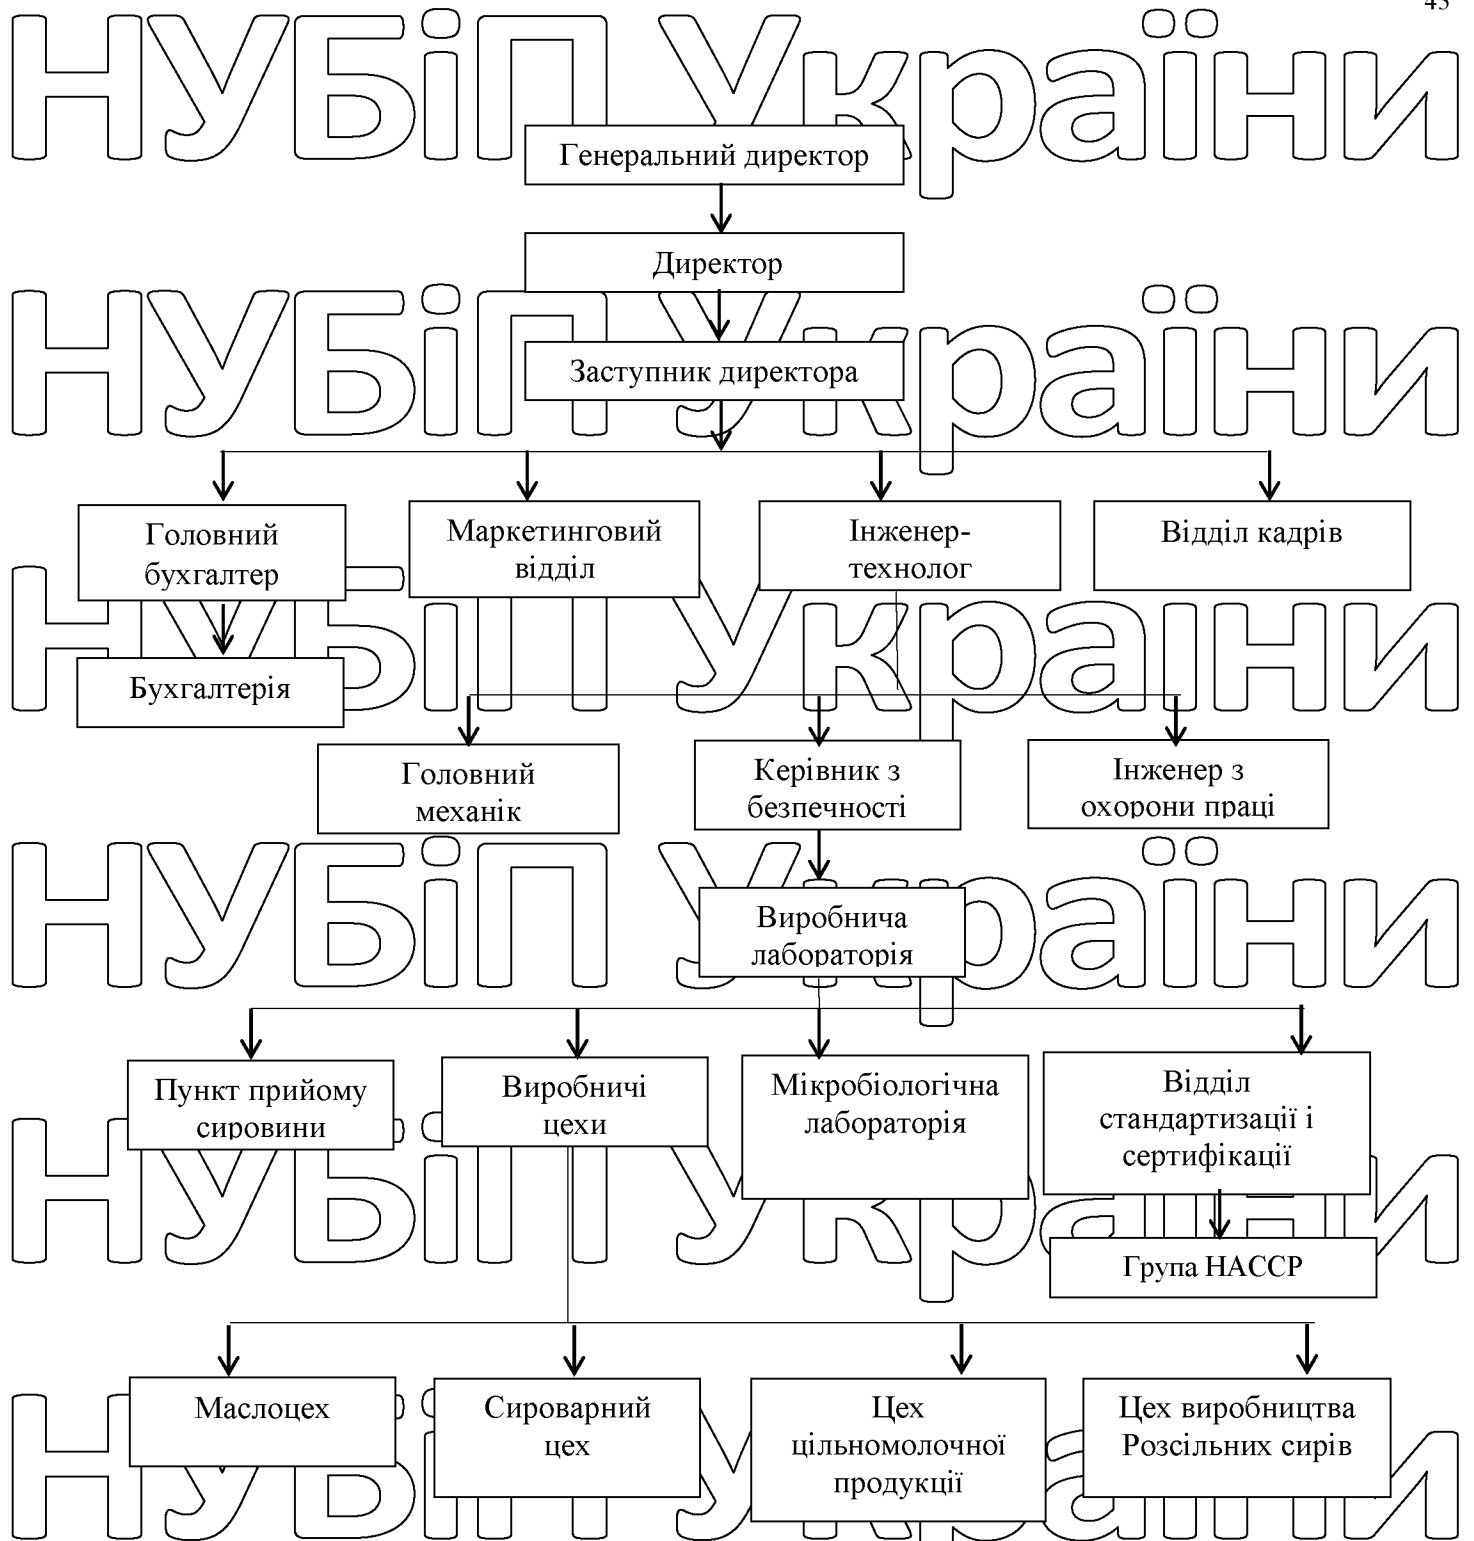 45
НУБіП України
Генеральний директор
Директор
НУБіП України
Заступник директора
Головний
бухгалтер
Маркетинговий
відділ
Інженер-
технолог
Відділ кадрів
НУБіП України
Бухгалтерія
Головний
механік
Керівник з
безпечності
Інженер з
охорони праці
НУБіП України
Виробнича
лабораторія
Пункт прийому
сировини
Виробничі
цехи
Мікробіологічна
лабораторія
Відділ
стандартизації і
сертифікації
НУБіП України
Група НАССР
Маслоцех
Сироварний
цех
Цех
цільномолочної
продукції
Цех виробництва
Розсільних сирів
НУБіП України